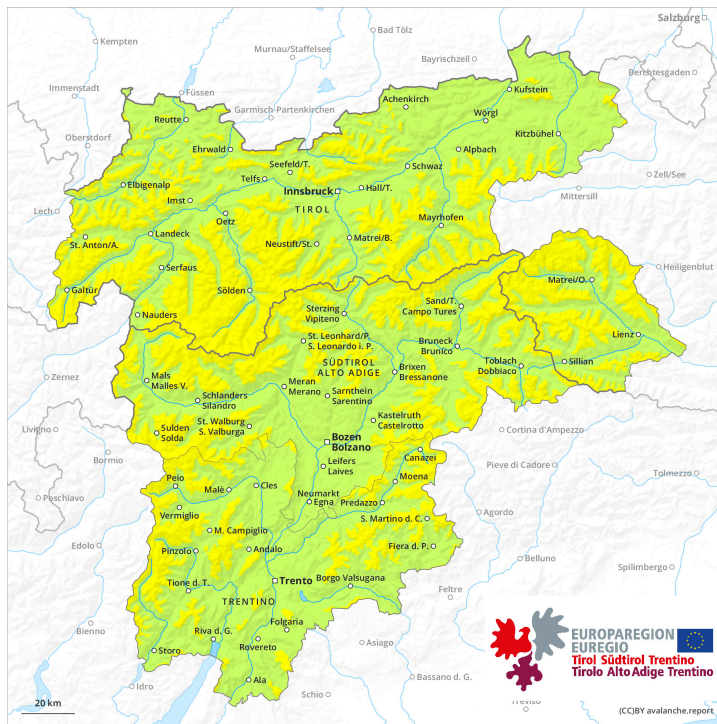 Salzburg
Kempten
Bad Tölz
Murnau/Staffelsee
Bayrischzell
Berchtesgaden
Immenstadt
Füssen
Kufstein
Garmisch-Partenkirchen
Achenkirch
Reutte
Wörgl
Oberstdorf
Kitzbühel
Ehrwald
Alpbach
Seefeld/T.
Schwaz
Zell/See
Telfs
Elbigenalp
Innsbruck
Hall/T.
Mittersill
Imst
TIROL
Lech
Oetz
Mayrhofen
St. Anton/A.
Landeck
Neustift/St.
Matrei/B.
Serfaus
Heiligenblut
Matrei/O.
Galtür
Sölden
Sand/T.
Campo Tures
Nauders
Sterzing
Vipiteno
Lienz
St. Leonhard/P.
S. Leonardo i. P.
Bruneck
Brunico
SÜDTIROL
ALTO ADIGE
Toblach
Dobbiaco
Sillian
Brixen
Bressanone
Zernez
Mals
Malles V.
Meran
Merano
Schlanders
Silandro
Sarnthein
Sarentino
St. Walburg
S. Valburga
Kastelruth
Castelrotto
Livigno
Sulden
Solda
Cortina d'Ampezzo
Bozen
Bolzano
Bormio
Canazei
Pieve di Cadore
Leifers
Laives
Tolmezzo
Peio
Malè
Cles
Moena
Poschiavo
Neumarkt
Egna
Predazzo
Vermiglio
Agordo
S. Martino d. C.
M. Campiglio
Edolo
Pinzolo
Andalo
Fiera d. P.
Belluno
Spilimbergo
Tione d. T.
Trento
Borgo Valsugana
Feltre
TRENTINO
Folgaria
Bienno
Riva d. G.
EUROPAREGION
EUREGIO
Tirol Südtirol Trentino
Tirolo Alto Adige Trentino
Storo
Rovereto
Asiago
Ala
Bassano d. G.
Idro
Schio
Treviso
20 km
(CC)BY avalanche.report